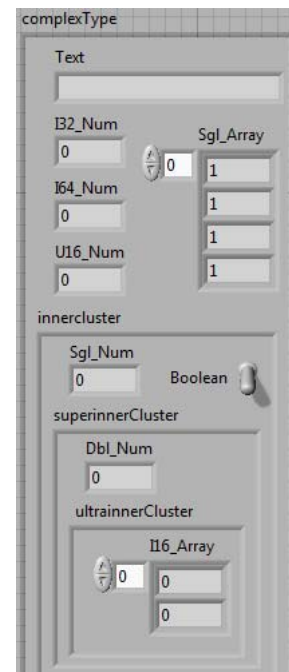 complexType
Text
I32_Num
0
Sgl_Array
0
1
1
1
1
I64_Num
0
U16_Num
0
innercluster
Sgl_Num
0
Boolean
superinnerCluster
Dbl_Num
0
ultrainnerCluster
I16_Array
0
0
0